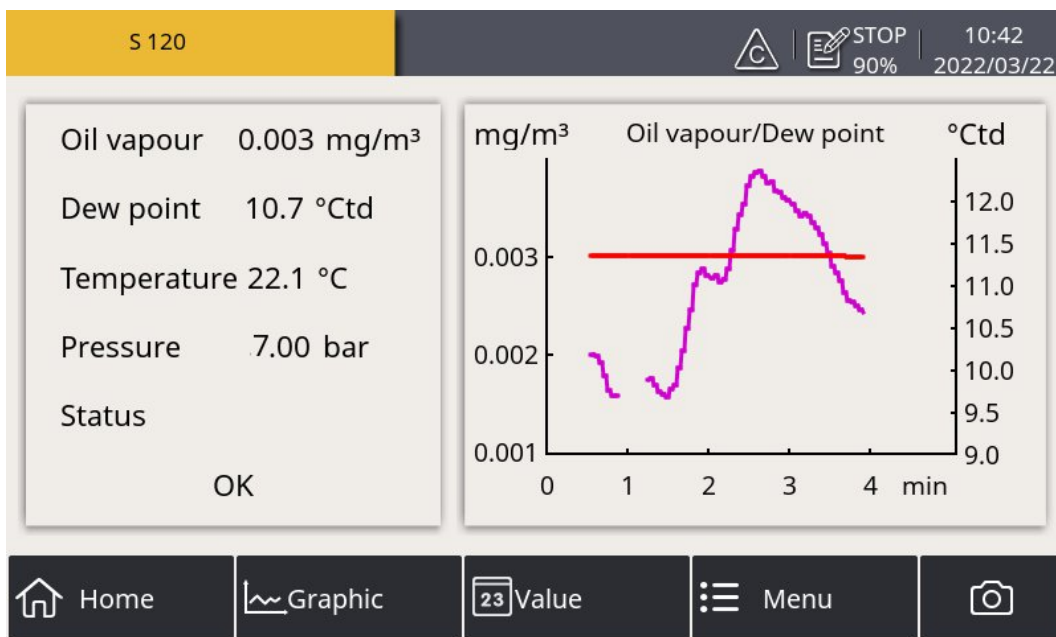 S 120
C
STOP
90%
10:42
2022/03/22
Oil vapour 0.003 mg/m³
Dew point 10.7 °Ctd
Temperature 22.1 °C
Pressure .7.00 bar
Status
OK
mg/m³ Oil vapour/Dew point °Ctd
0.003
0.002
0.001
12.0
11.5
11.0
10.5
10.0
9.5
9.0
0 1 2 3 4 min
Home
Graphic
23 Value
Menu